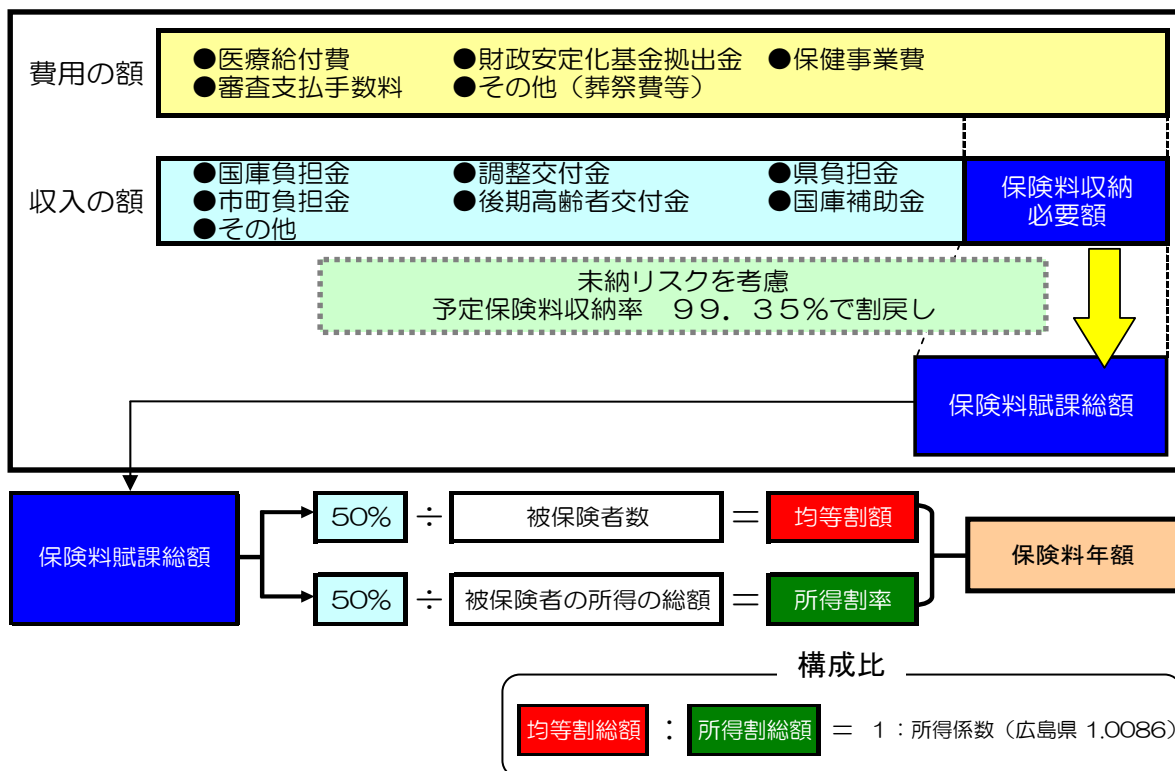 費用の額
●医療給付費 ●財政安定化基金拠出金 ●保健事業費
●審査支払手数料 ●その他（葬祭費等）
収入の額
●国庫負担金 ●調整交付金 ●県負担金
●市町負担金 ●後期高齢者交付金 ●国庫補助金
●その他
保険料収納
必要額
未納リスクを考慮
予定保険料収納率　９９．３５％で割戻し
保険料賦課総額
保険料賦課総額
50% ÷ 被保険者数 ＝ 均等割額
50% ÷ 被保険者の所得の総額 ＝ 所得割率
保険料年額
構成比
均等割総額 ： 所得割総額 ＝ 1：所得係数（広島県 1.0086）